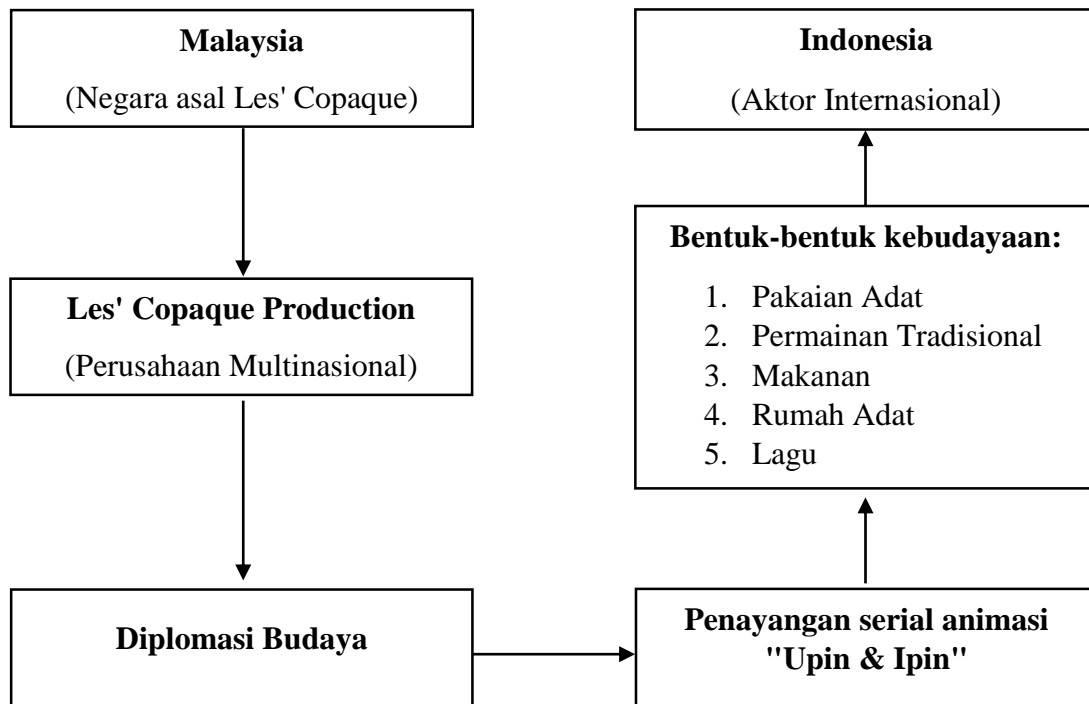 Malaysia
(Negara asal Les' Copaque)
Les' Copaque Production
(Perusahaan Multinasional)
Diplomasi Budaya
Penayangan serial animasi
"Upin & Ipin"
Bentuk-bentuk kebudayaan:
1. Pakaian Adat
2. Permainan Tradisional
3. Makanan
4. Rumah Adat
5. Lagu
Indonesia
(Aktor Internasional)